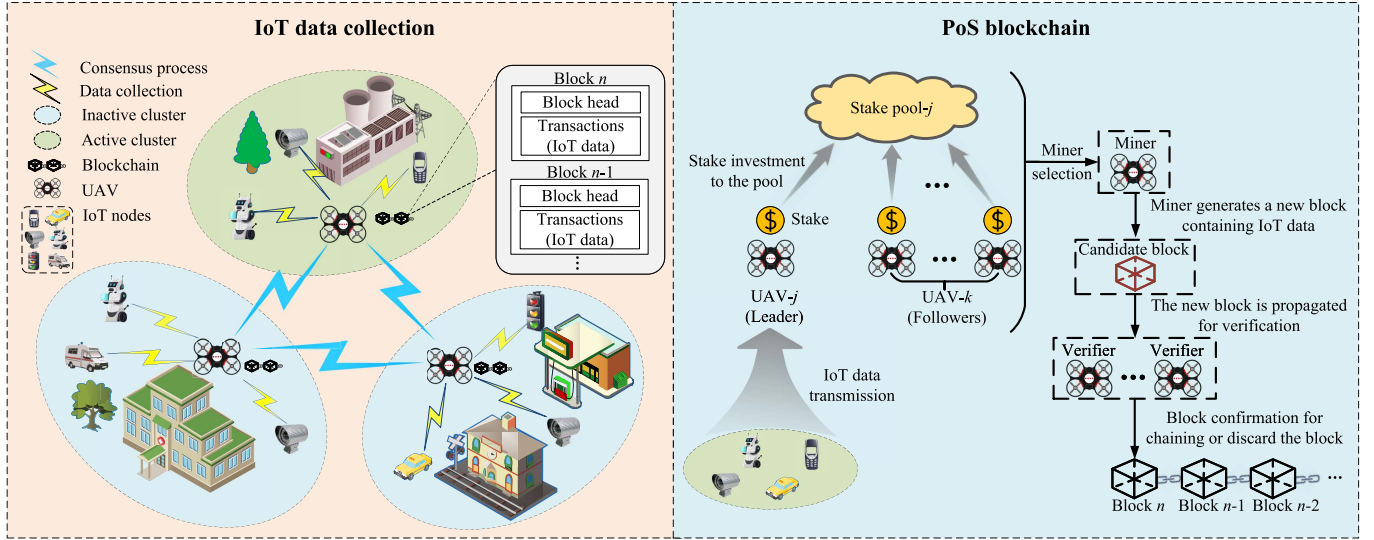 IoT data collection
Consensus process
Data collection
Inactive cluster
Active cluster
Blockchain
UAV
IoT nodes
Block n
Block head
Transactions
(IoT data)
Block n-1
Block head
Transactions
(IoT data)
PoS blockchain
Stake pool-j
Stake investment
to the pool
Stake
UAV-j
(Leader)
UAV-k
(Followers)
IoT data
transmission
Miner
selection
Miner
Miner generates a new block
containing IoT data
Candidate block
The new block is propagated
for verification
Verifier Verifier
Block confirmation for
chaining or discard the block
Block n Block n-1 Block n-2